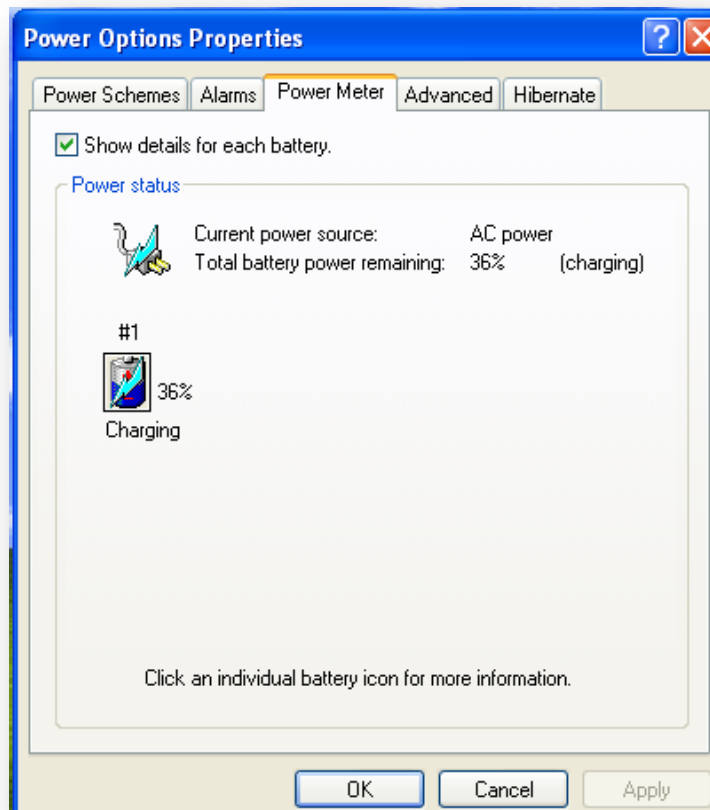 Power Options Properties
?
Power Schemes Alarms Power Meter Advanced Hibernate
Show details for each battery.
Power status
Current power source: AC power
Total battery power remaining: 36% (charging)
#1
36%
Charging
Click an individual battery icon for more information.
OK Cancel Apply